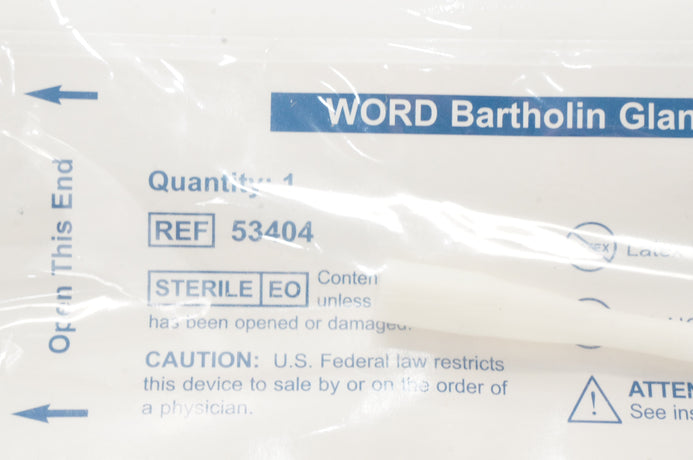 WORD Bartholin Glan
Open This End
Quantity: 1
REF 53404
STERILE EO
Conten
unless
has been opened or damaged.
CAUTION: U.S. Federal law restricts
this device to sale by or on the order of
a physician.
Latex
ATTEN
See ins